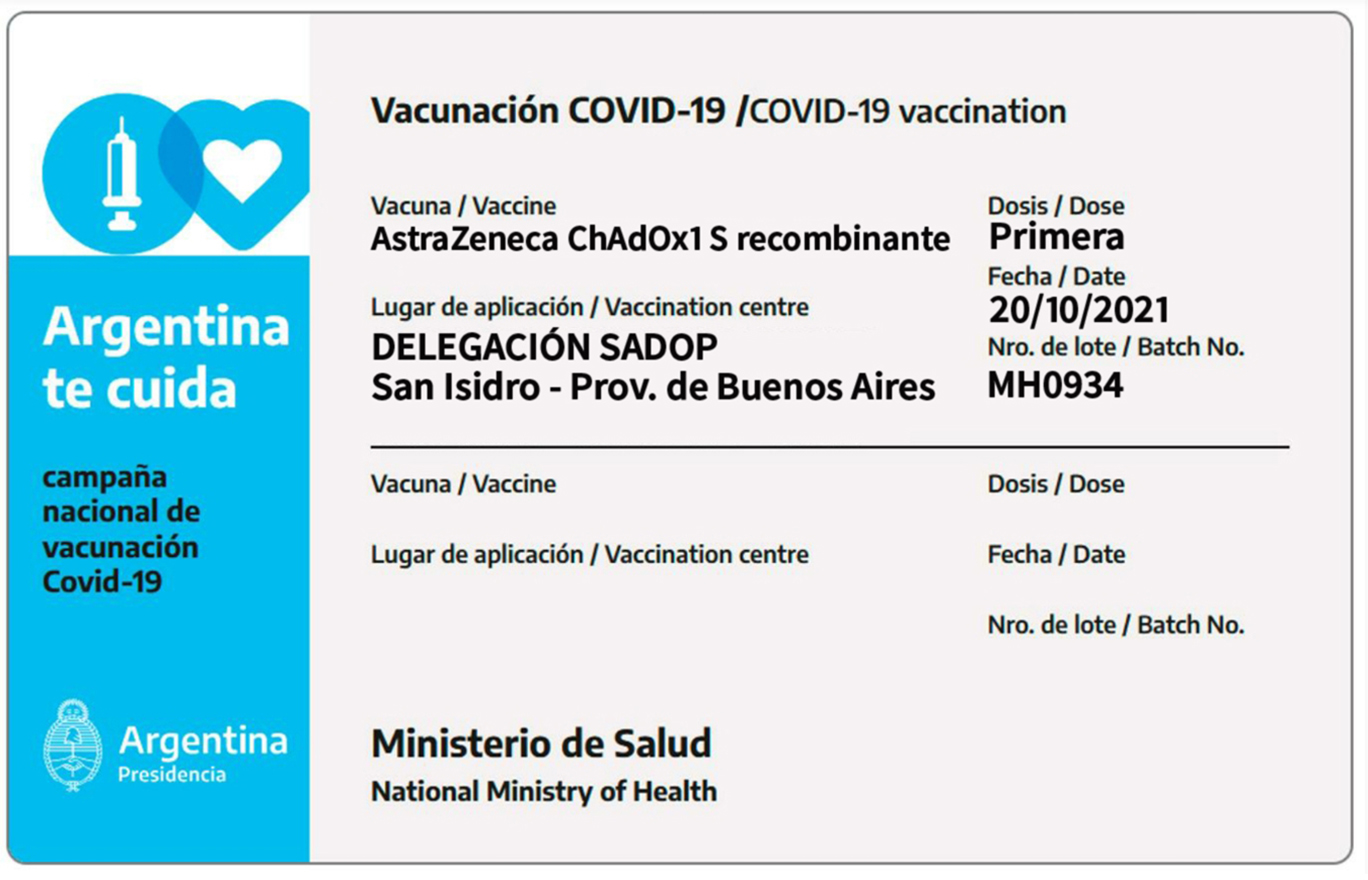 Argentina
te cuida
campaña
nacional de
vacunación
Covid-19
Argentina
Presidencia
Vacunación COVID-19 /COVID-19 vaccination
Vacuna / Vaccine
AstraZeneca ChAdOx1 S recombinante
Dosis / Dose
Primera
Fecha / Date
20/10/2021
Lugar de aplicación / Vaccination centre
DELEGACIÓN SADOP
San Isidro - Prov. de Buenos Aires
Nro. de lote / Batch No.
MH0934
Vacuna / Vaccine
Dosis / Dose
Lugar de aplicación / Vaccination centre
Fecha / Date
Nro. de lote / Batch No.
Ministerio de Salud
National Ministry of Health